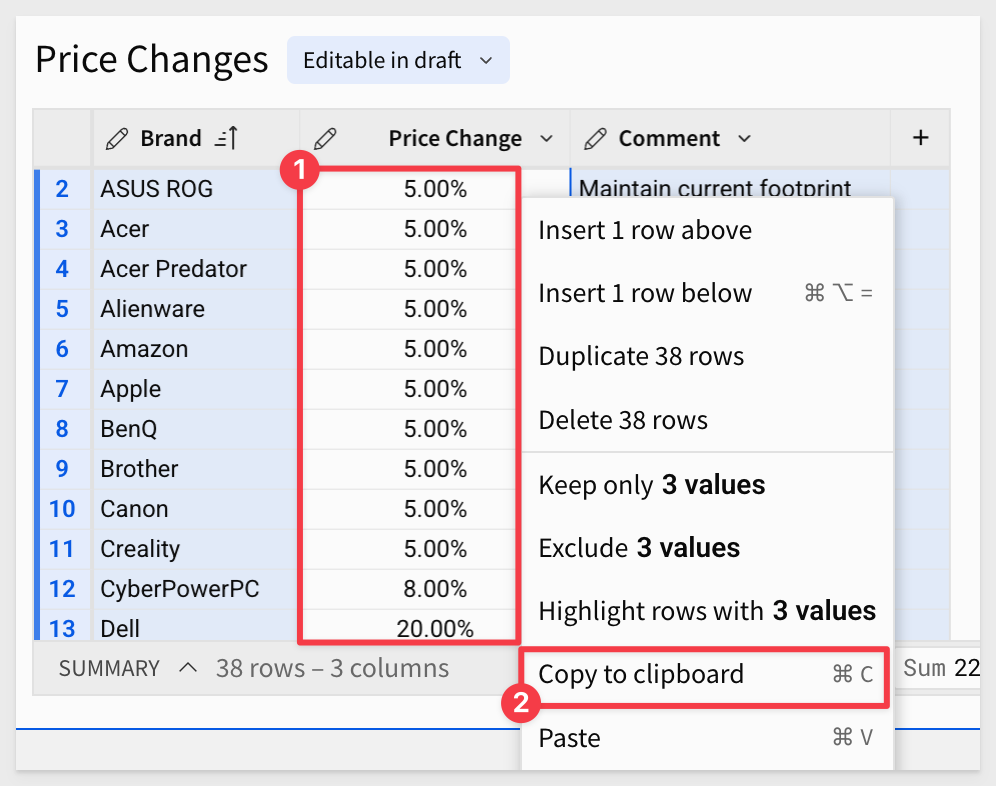 Price Changes Editable in draft
Brand Price Change Comment +
1
2 ASUS ROG 5.00% Maintain current footprint
3 Acer 5.00%
4 Acer Predator 5.00%
5 Alienware 5.00%
6 Amazon 5.00%
7 Apple 5.00%
8 BenQ 5.00%
9 Brother 5.00%
10 Canon 5.00%
11 Creality 5.00%
12 CyberPowerPC 8.00%
13 Dell 20.00%
SUMMARY 38 rows – 3 columns Sum 22
Insert 1 row above
Insert 1 row below ⌘ ⌥ =
Duplicate 38 rows
Delete 38 rows
Keep only 3 values
Exclude 3 values
Highlight rows with 3 values
Copy to clipboard ⌘ C
2
Paste ⌘ V